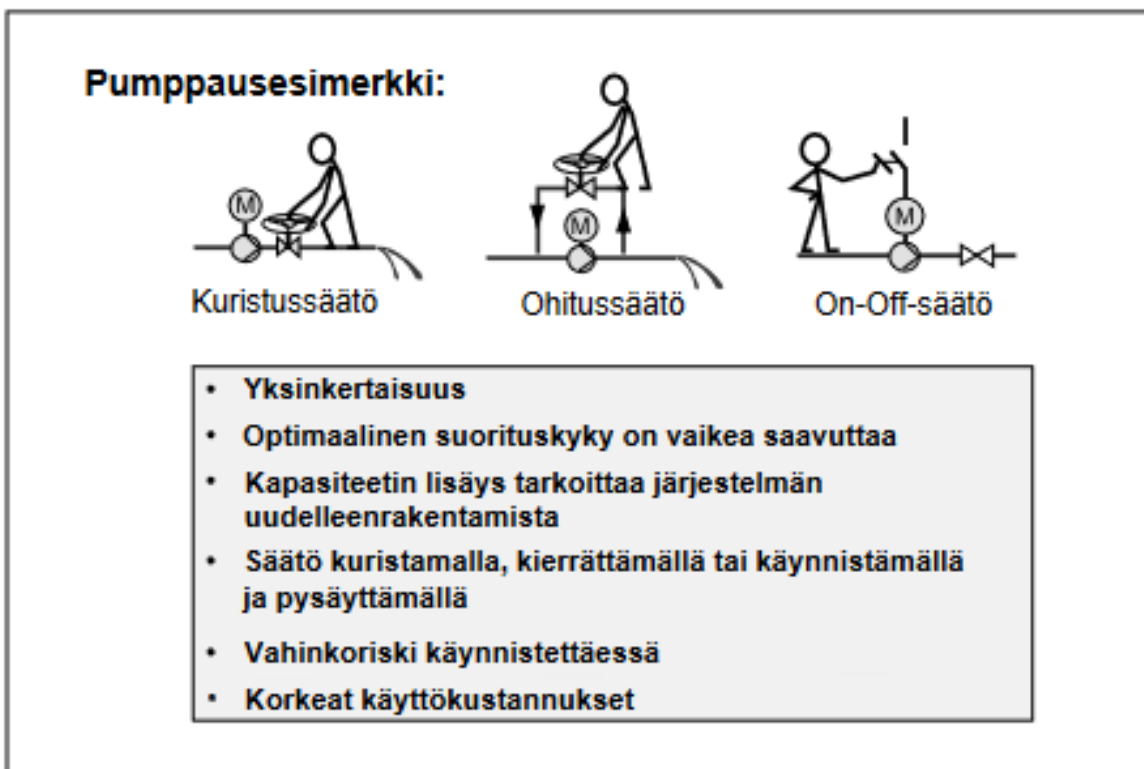 Pumppausesimerkki:
M
M
M
Kuristussäätö
Ohitussäätö
On-Off-säätö
• Yksinkertaisuus
• Optimaalinen suorituskyky on vaikea saavuttaa
• Kapasiteetin lisäys tarkoittaa järjestelmän
uudelleenrakentamista
• Säätö kuristamalla, kierrättämällä tai käynnistämällä
ja pysäyttämällä
• Vahinkoriski käynnistettäessä
• Korkeat käyttökustannukset